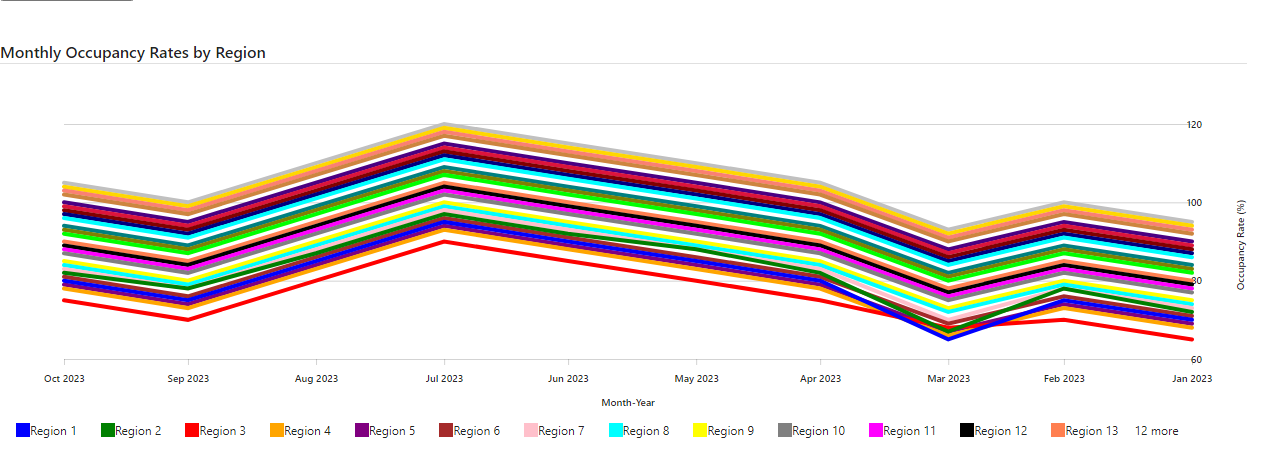 Monthly Occupancy Rates by Region
120
100
80
60
Occupancy Rate (%)
Oct 2023 Sep 2023 Aug 2023 Jul 2023 Jun 2023 May 2023 Apr 2023 Mar 2023 Feb 2023 Jan 2023
Month-Year
Region 1 Region 2 Region 3 Region 4 Region 5 Region 6 Region 7 Region 8 Region 9 Region 10 Region 11 Region 12 Region 13 12 more